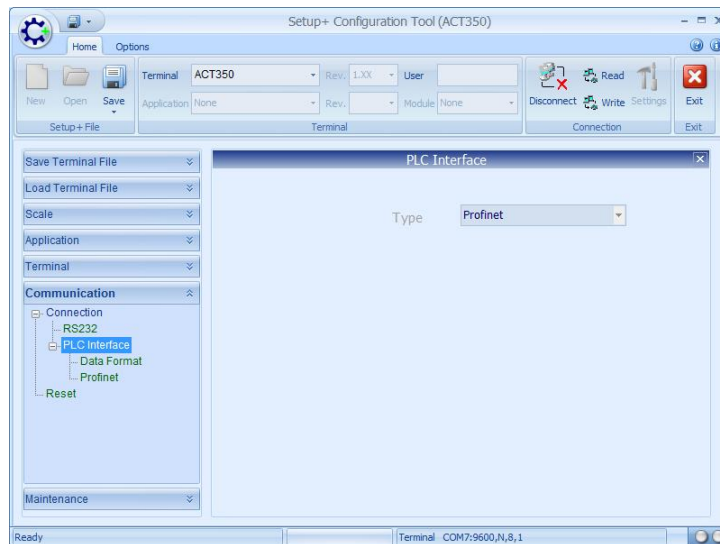 Setup+ Configuration Tool (ACT350)
Home Options
New Open Save
Setup+File
Terminal ACT350 Rev. 1.XX User
Application None Rev. Module None
Terminal
Disconnect Read Write Settings
Connection
Exit
Exit
Save Terminal File
Load Terminal File
Scale
Application
Terminal
Communication
Connection
RS232
PLC Interface
Data Format
Profinet
Reset
Maintenance
PLC Interface
Type Profinet
Ready
Terminal COM7:9600,N,8,1